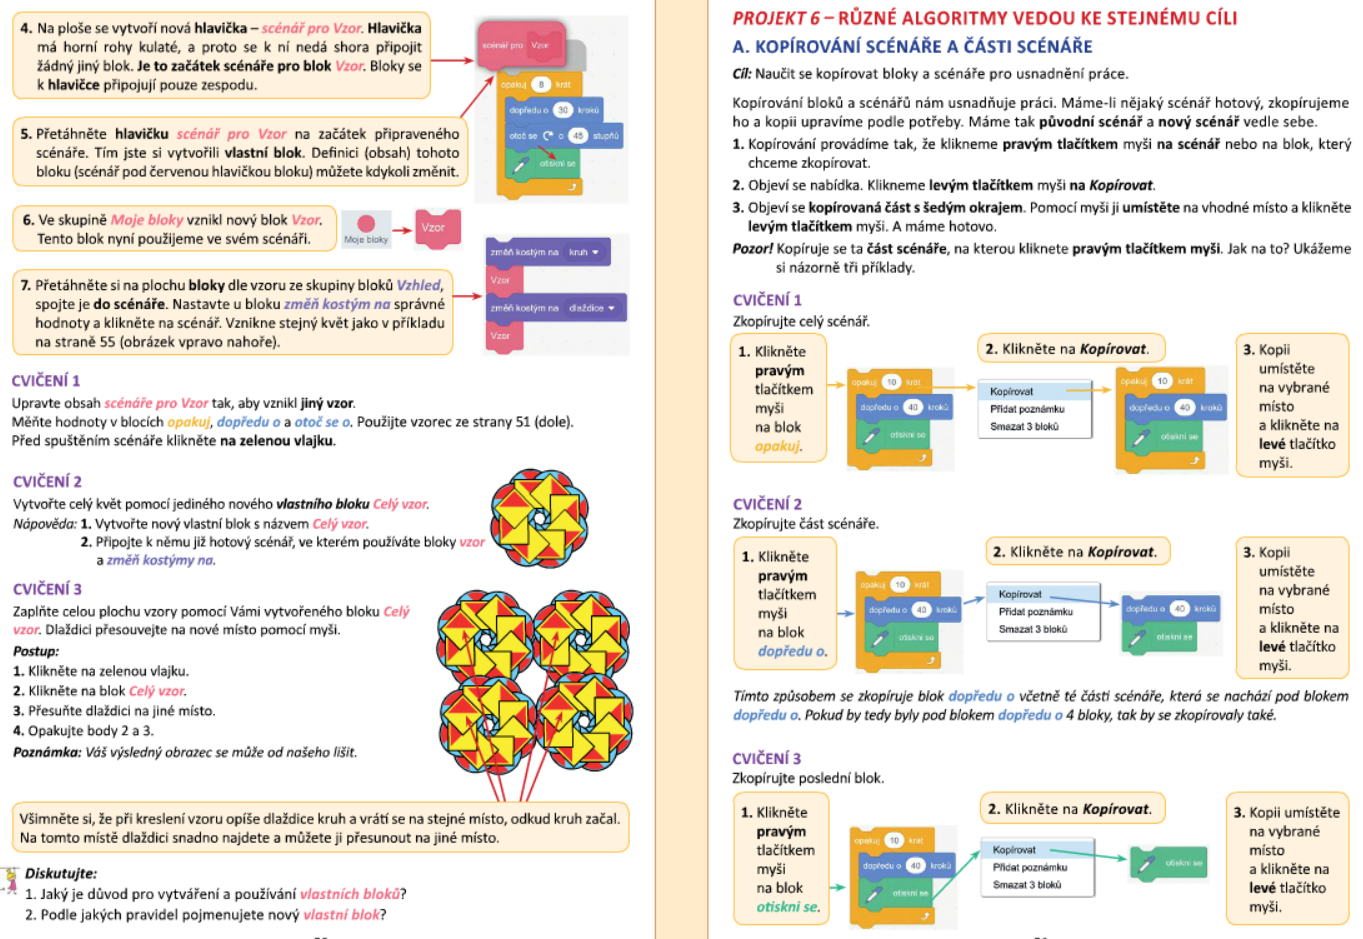 4. Na ploše se vytvoří nová hlavička – scénář pro Vzor. Hlavička
má horní rohy kulaté, a proto se k ní nedá shora připojit
žádný jiný blok. Je to začátek scénáře pro blok Vzor. Bloky se
k hlavičce připojují pouze zespodu.
scénář pro Vzor
opakuj 8 krát
dopředu o 30 kroků
otoč se o 45 stupňů
otiskni se
5. Přetáhněte hlavičku scénář pro Vzor na začátek připraveného
scénáře. Tím jste si vytvořili vlastní blok. Definici (obsah) tohoto
bloku (scénář pod červenou hlavičkou bloku) můžete kdykoli změnit.
6. Ve skupině Moje bloky vznikl nový blok Vzor.
Tento blok nyní použijeme ve svém scénáři.
Moje bloky
Vzor
7. Přetáhněte si na plochu bloky dle vzoru ze skupiny bloků Vzhled,
spojte je do scénáře. Nastavte u bloku změň kostým na správné
hodnoty a klikněte na scénář. Vznikne stejný květ jako v příkladu
na straně 55 (obrázek vpravo nahoře).
změň kostým na kruh
Vzor
změň kostým na dlaždice
Vzor
CVIČENÍ 1
Upravte obsah scénáře pro Vzor tak, aby vznikl jiný vzor.
Měňte hodnoty v blocích opakuj, dopředu o a otoč se o. Použijte vzorec ze strany 51 (dole).
Před spuštěním scénáře klikněte na zelenou vlajku.
CVIČENÍ 2
Vytvořte celý květ pomocí jediného nového vlastního bloku Celý vzor.
Nápověda: 1. Vytvořte nový vlastní blok s názvem Celý vzor.
2. Připojte k němu již hotový scénář, ve kterém používáte bloky vzor
a změň kostýmy na.
CVIČENÍ 3
Zaplňte celou plochu vzory pomocí Vámi vytvořeného bloku Celý
vzor. Dlaždici přesouvejte na nové místo pomocí myši.
Postup:
1. Klikněte na zelenou vlajku.
2. Klikněte na blok Celý vzor.
3. Přesuňte dlaždici na jiné místo.
4. Opakujte body 2 a 3.
Poznámka: Váš výsledný obrazec se může od našeho lišit.
Všimněte si, že při kreslení vzoru opíše dlaždice kruh a vrátí se na stejné místo, odkud kruh začal.
Na tomto místě dlaždici snadno najdete a můžete ji přesunout na jiné místo.
Diskutujte:
1. Jaký je důvod pro vytváření a používání vlastních bloků?
2. Podle jakých pravidel pojmenujete nový vlastní blok?
PROJEKT 6 – RŮZNÉ ALGORITMY VEDOU KE STEJNÉMU CÍLI
A. KOPÍROVÁNÍ SCÉNÁŘE A ČÁSTI SCÉNÁŘE
Cíl: Naučit se kopírovat bloky a scénáře pro usnadnění práce.
Kopírování bloků a scénářů nám usnadňuje práci. Máme-li nějaký scénář hotový, zkopírujeme
ho a kopii upravíme podle potřeby. Máme tak původní scénář a nový scénář vedle sebe.
1. Kopírování provádíme tak, že klikneme pravým tlačítkem myši na scénář nebo na blok, který
chceme zkopírovat.
2. Objeví se nabídka. Klikneme levým tlačítkem myši na Kopírovat.
3. Objeví se kopírovaná část s šedým okrajem. Pomocí myši ji umístěte na vhodné místo a klikněte
levým tlačítkem myši. A máme hotovo.
Pozor! Kopíruje se ta část scénáře, na kterou kliknete pravým tlačítkem myši. Jak na to? Ukážeme
si názorně tři příklady.
CVIČENÍ 1
Zkopírujte celý scénář.
1. Klikněte
pravým
tlačítkem
myši
na blok
opakuj.
opakuj 10 krát
dopředu o 40 kroků
otiskni se
2. Klikněte na Kopírovat.
Kopírovat
Přidat poznámku
Smazat 3 bloků
opakuj 10 krát
dopředu o 40 kroků
otiskni se
3. Kopii
umístěte
na vybrané
místo
a klikněte na
levé tlačítko
myši.
CVIČENÍ 2
Zkopírujte část scénáře.
1. Klikněte
pravým
tlačítkem
myši
na blok
dopředu o.
opakuj 10 krát
dopředu o 40 kroků
otiskni se
2. Klikněte na Kopírovat.
Kopírovat
Přidat poznámku
Smazat 3 bloků
dopředu o 40 kroků
otiskni se
3. Kopii
umístěte
na vybrané
místo
a klikněte na
levé tlačítko
myši.
Tímto způsobem se zkopíruje blok dopředu o včetně té části scénáře, která se nachází pod blokem
dopředu o. Pokud by tedy byly pod blokem dopředu o 4 bloky, tak by se zkopírovaly také.
CVIČENÍ 3
Zkopírujte poslední blok.
1. Klikněte
pravým
tlačítkem
myši
na blok
otiskni se.
opakuj 10 krát
dopředu o 40 kroků
otiskni se
2. Klikněte na Kopírovat.
Kopírovat
Přidat poznámku
Smazat 3 bloků
otiskni se
3. Kopii umístěte
na vybrané
místo
a klikněte na
levé tlačítko
myši.